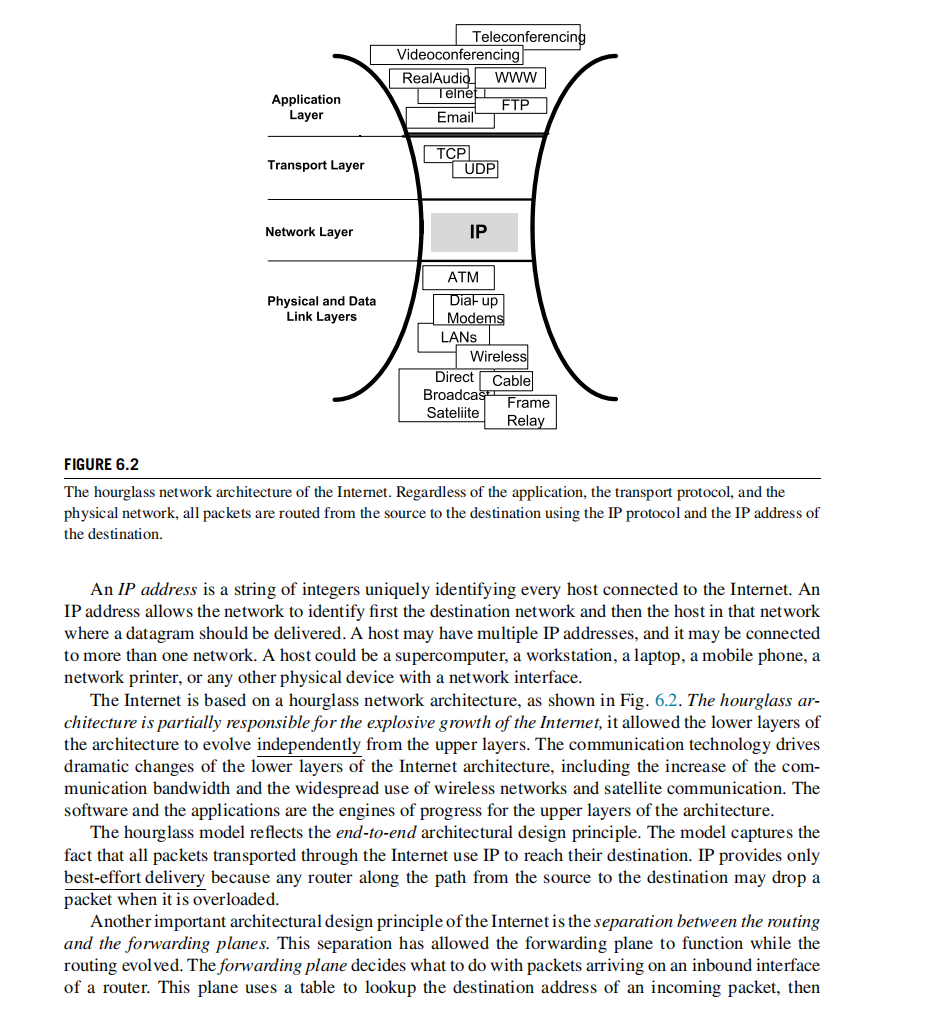 Teleconferencing
Videoconferencing
RealAudio
WWW
Telnet
FTP
Email
Application
Layer
TCP
UDP
Transport Layer
Network Layer
IP
ATM
Dial- up
Modems
Physical and Data
Link Layers
LANs
Wireless
Direct
Broadcast
Sateliite
Cable
Frame
Relay
FIGURE 6.2
The hourglass network architecture of the Internet. Regardless of the application, the transport protocol, and the
physical network, all packets are routed from the source to the destination using the IP protocol and the IP address of
the destination.
An IP address is a string of integers uniquely identifying every host connected to the Internet. An
IP address allows the network to identify first the destination network and then the host in that network
where a datagram should be delivered. A host may have multiple IP addresses, and it may be connected
to more than one network. A host could be a supercomputer, a workstation, a laptop, a mobile phone, a
network printer, or any other physical device with a network interface.
The Internet is based on a hourglass network architecture, as shown in Fig. 6.2. The hourglass ar-
chitecture is partially responsible for the explosive growth of the Internet, it allowed the lower layers of
the architecture to evolve independently from the upper layers. The communication technology drives
dramatic changes of the lower layers of the Internet architecture, including the increase of the com-
munication bandwidth and the widespread use of wireless networks and satellite communication. The
software and the applications are the engines of progress for the upper layers of the architecture.
The hourglass model reflects the end-to-end architectural design principle. The model captures the
fact that all packets transported through the Internet use IP to reach their destination. IP provides only
best-effort delivery because any router along the path from the source to the destination may drop a
packet when it is overloaded.
Another important architectural design principle of the Internet is the separation between the routing
and the forwarding planes. This separation has allowed the forwarding plane to function while the
routing evolved. The forwarding plane decides what to do with packets arriving on an inbound interface
of a router. This plane uses a table to lookup the destination address of an incoming packet, then